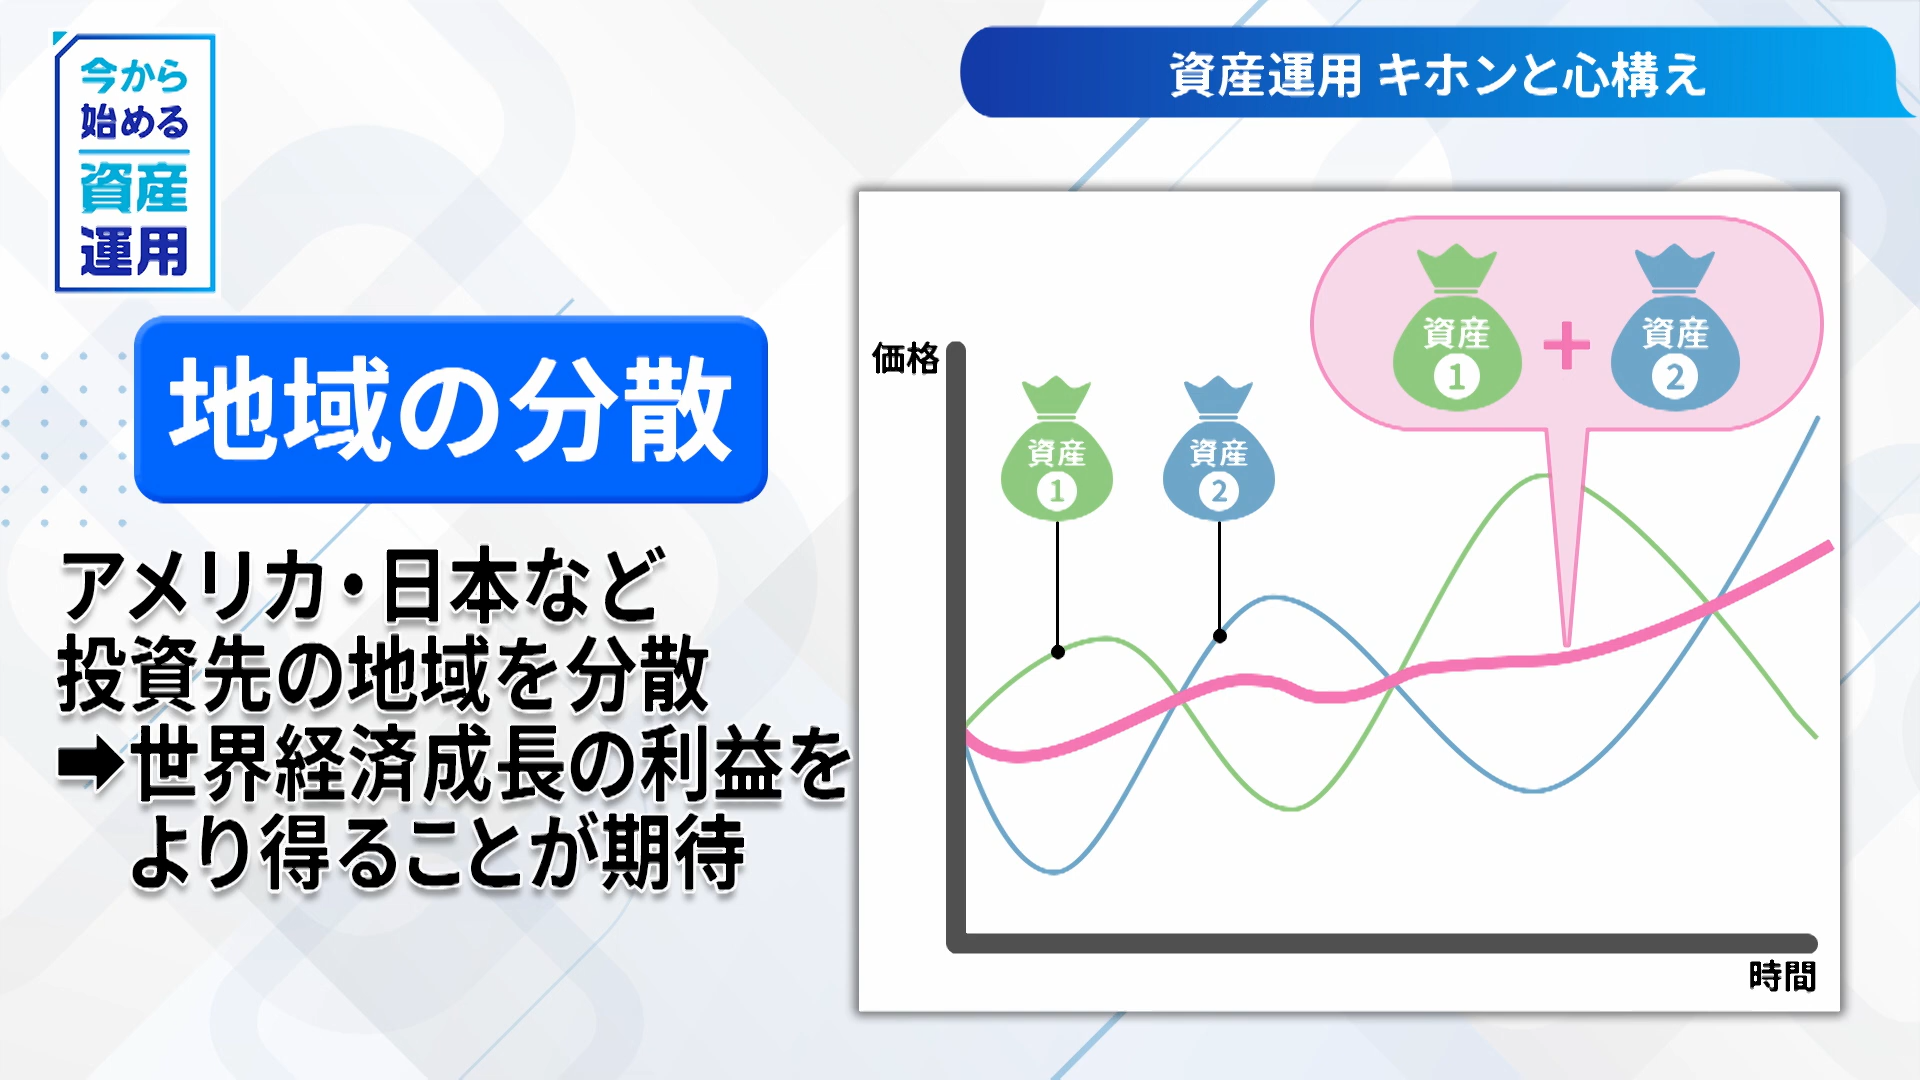 今から
始める
資産
運用
資産運用 キホンと心構え
地域の分散
アメリカ・日本など
投資先の地域を分散
➡世界経済成長の利益を
より得ることが期待
価格
資産
1
資産
2
資産
1
+
資産
2
時間